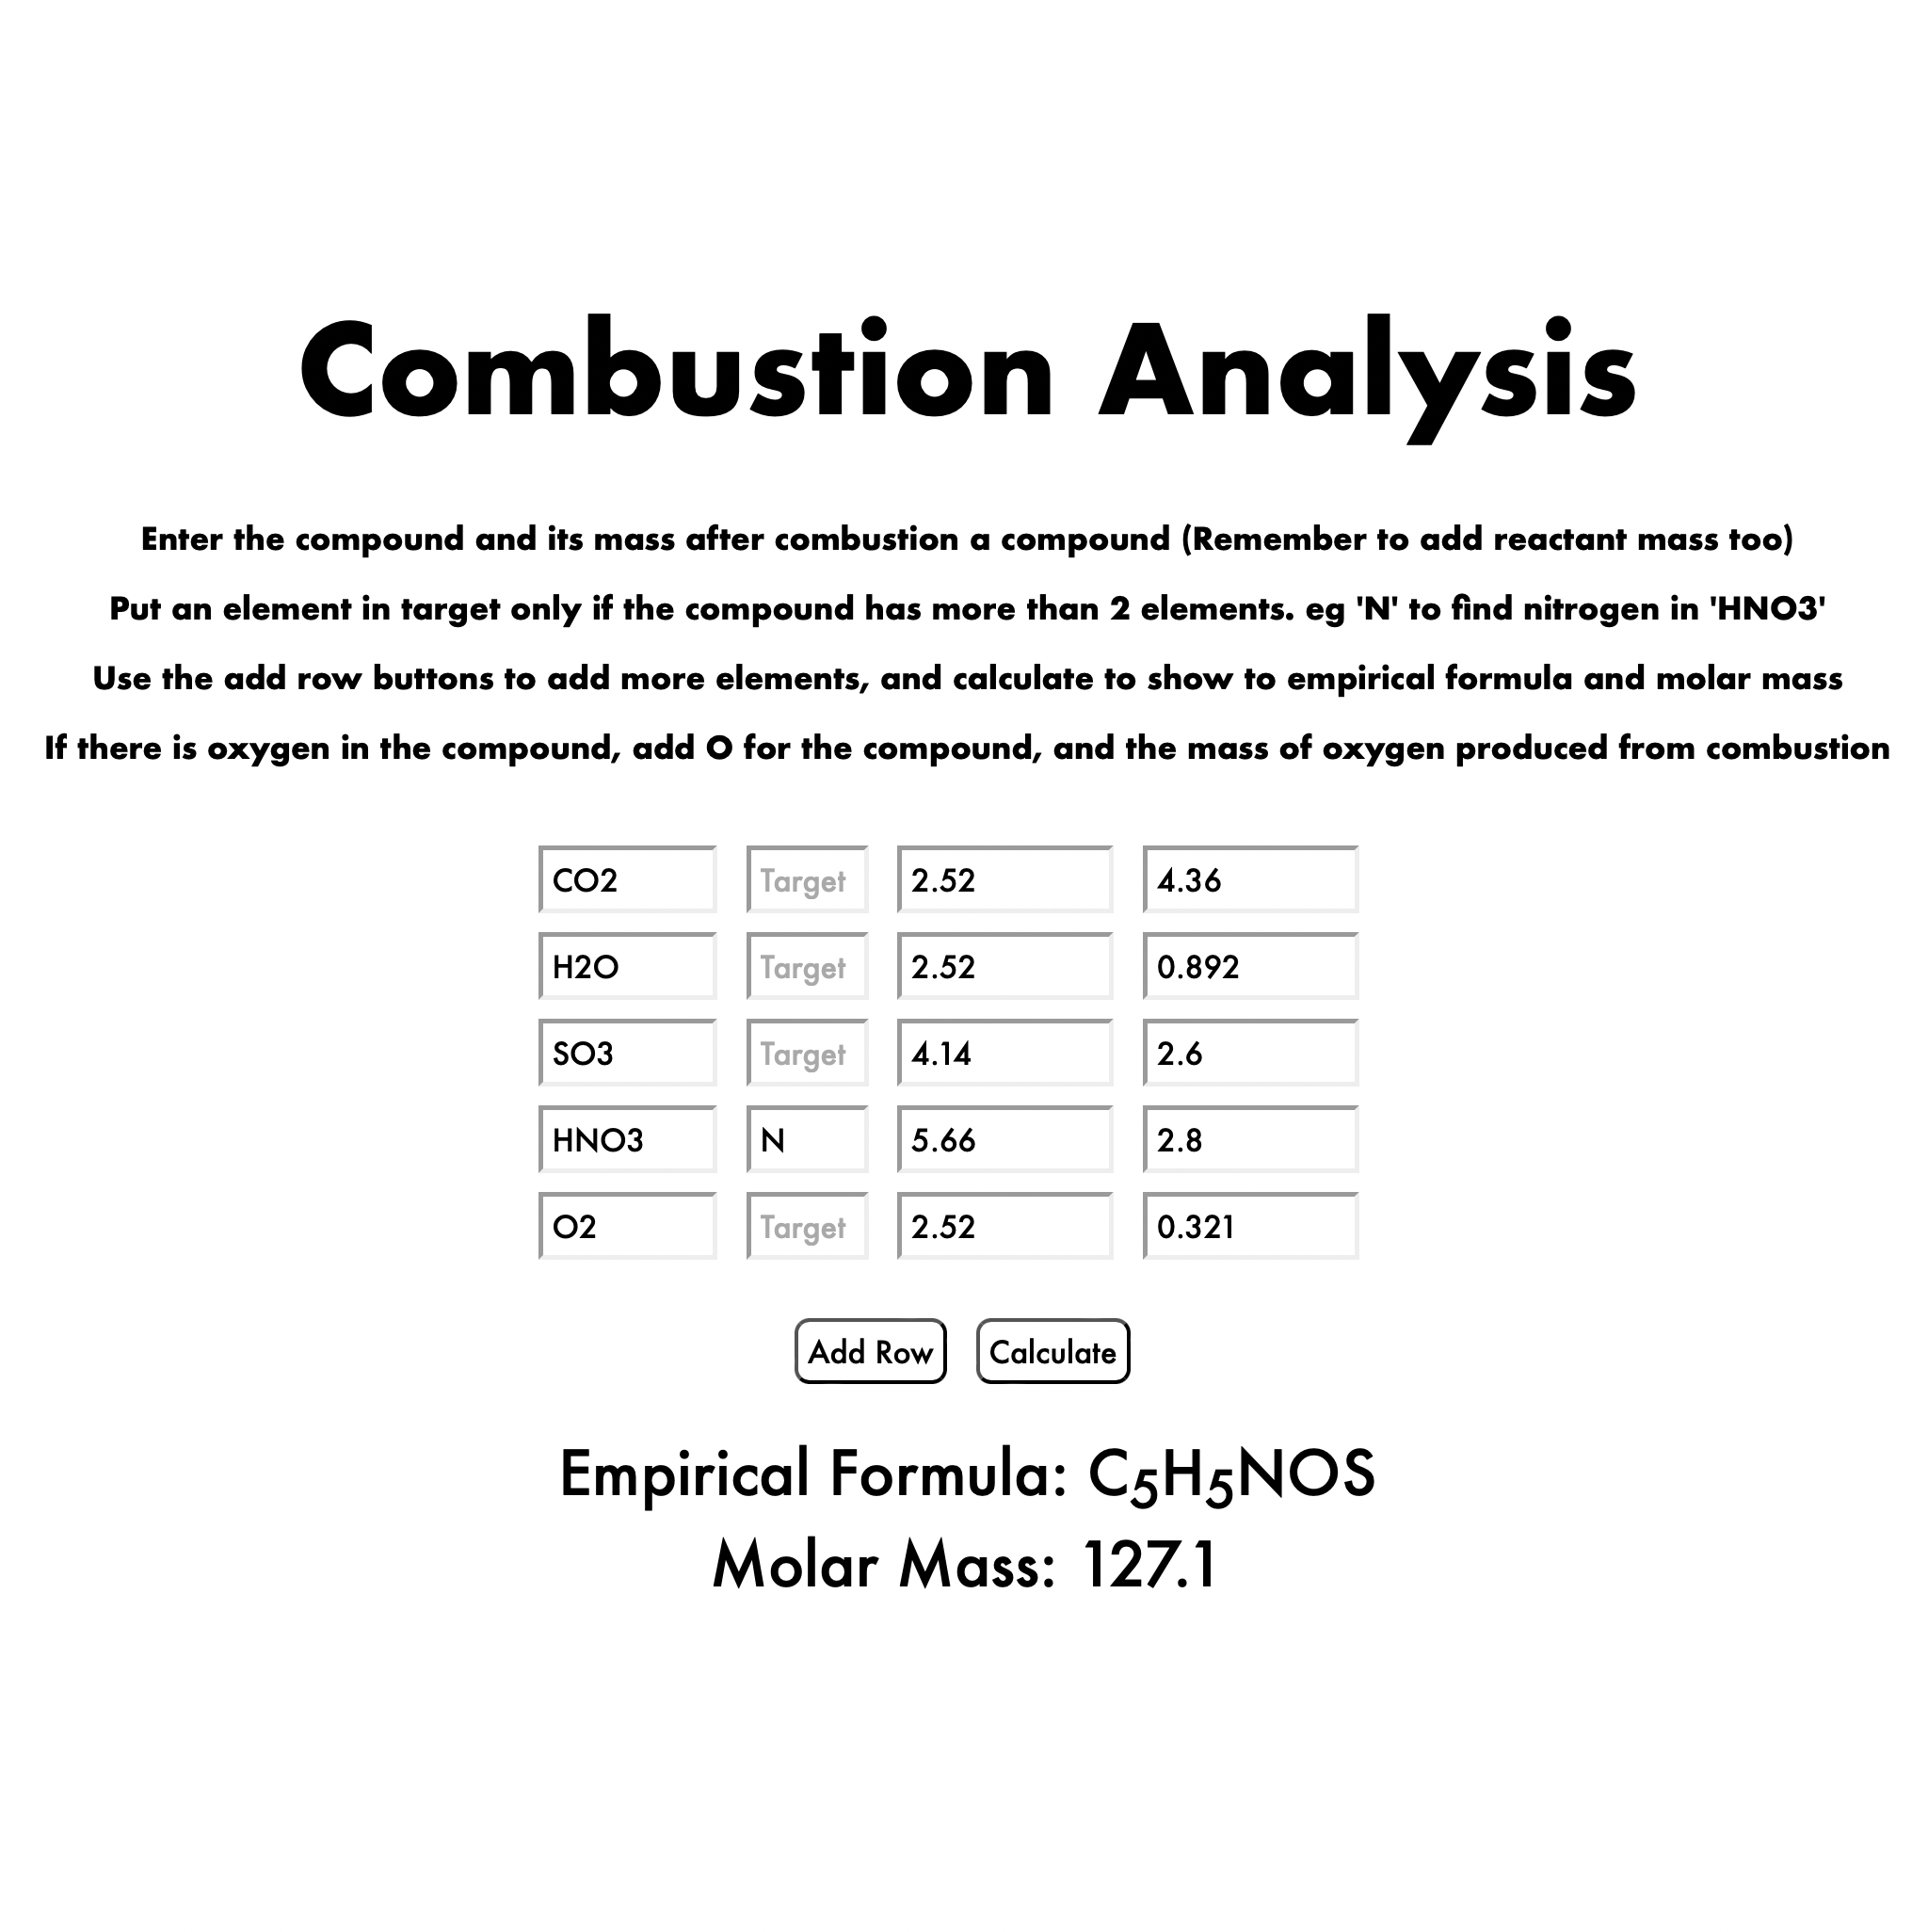 Combustion Analysis
Enter the compound and its mass after combustion a compound (Remember to add reactant mass too)
Put an element in target only if the compound has more than 2 elements. eg 'N' to find nitrogen in 'HNO3'
Use the add row buttons to add more elements, and calculate to show to empirical formula and molar mass
If there is oxygen in the compound, add O for the compound, and the mass of oxygen produced from combustion
CO2 Target 2.52 4.36
H2O Target 2.52 0.892
SO3 Target 4.14 2.6
HNO3 N 5.66 2.8
O2 Target 2.52 0.321
Add Row Calculate
Empirical Formula: C₅H₅NOS
Molar Mass: 127.1